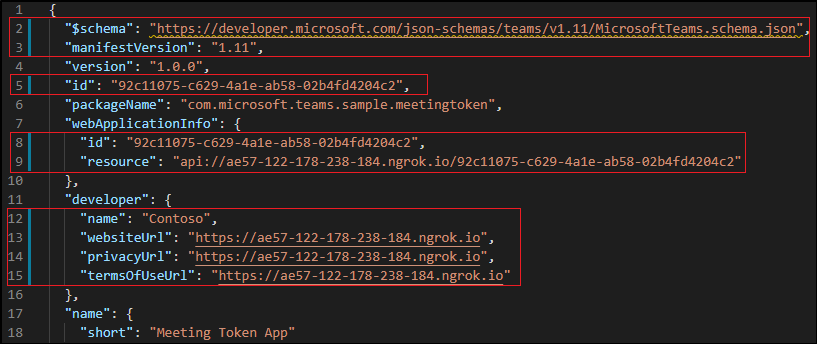 1 {
2 "$schema": "https://developer.microsoft.com/json-schemas/teams/v1.11/MicrosoftTeams.schema.json",
3 "manifestVersion": "1.11",
4 "version": "1.0.0",
5 "id": "92c11075-c629-4a1e-ab58-02b4fd4204c2",
6 "packageName": "com.microsoft.teams.sample.meetingtoken",
7 "webApplicationInfo": {
8 "id": "92c11075-c629-4a1e-ab58-02b4fd4204c2",
9 "resource": "api://ae57-122-178-238-184.ngrok.io/92c11075-c629-4a1e-ab58-02b4fd4204c2"
10 },
11 "developer": {
12 "name": "Contoso",
13 "websiteUrl": "https://ae57-122-178-238-184.ngrok.io",
14 "privacyUrl": "https://ae57-122-178-238-184.ngrok.io",
15 "termsOfUseUrl": "https://ae57-122-178-238-184.ngrok.io"
16 },
17 "name": {
18 "short": "Meeting Token App"